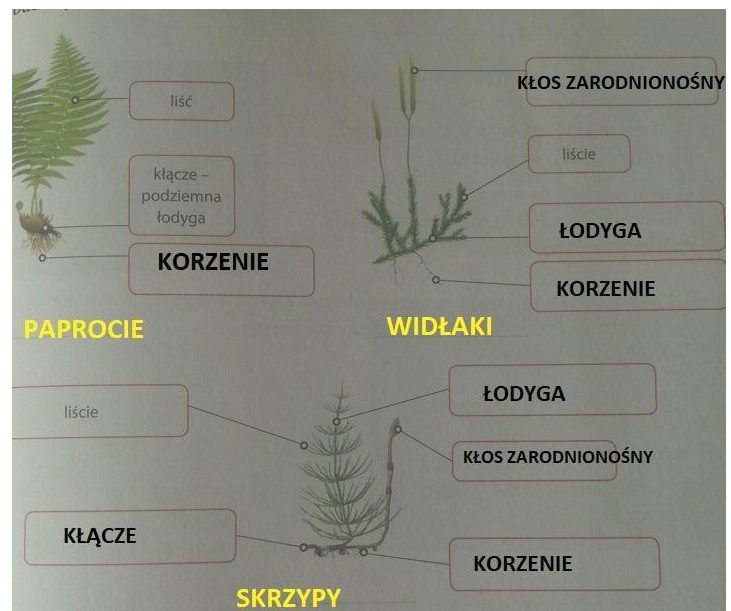 liść
KŁOS ZARODNIONOŚNY
kłącze –
podziemna
łodyga
liście
KORZENIE
ŁODYGA
KORZENIE
PAPROCIE
WIDŁAKI
liście
ŁODYGA
KŁOS ZARODNIONOŚNY
KŁĄCZE
KORZENIE
SKRZYPY